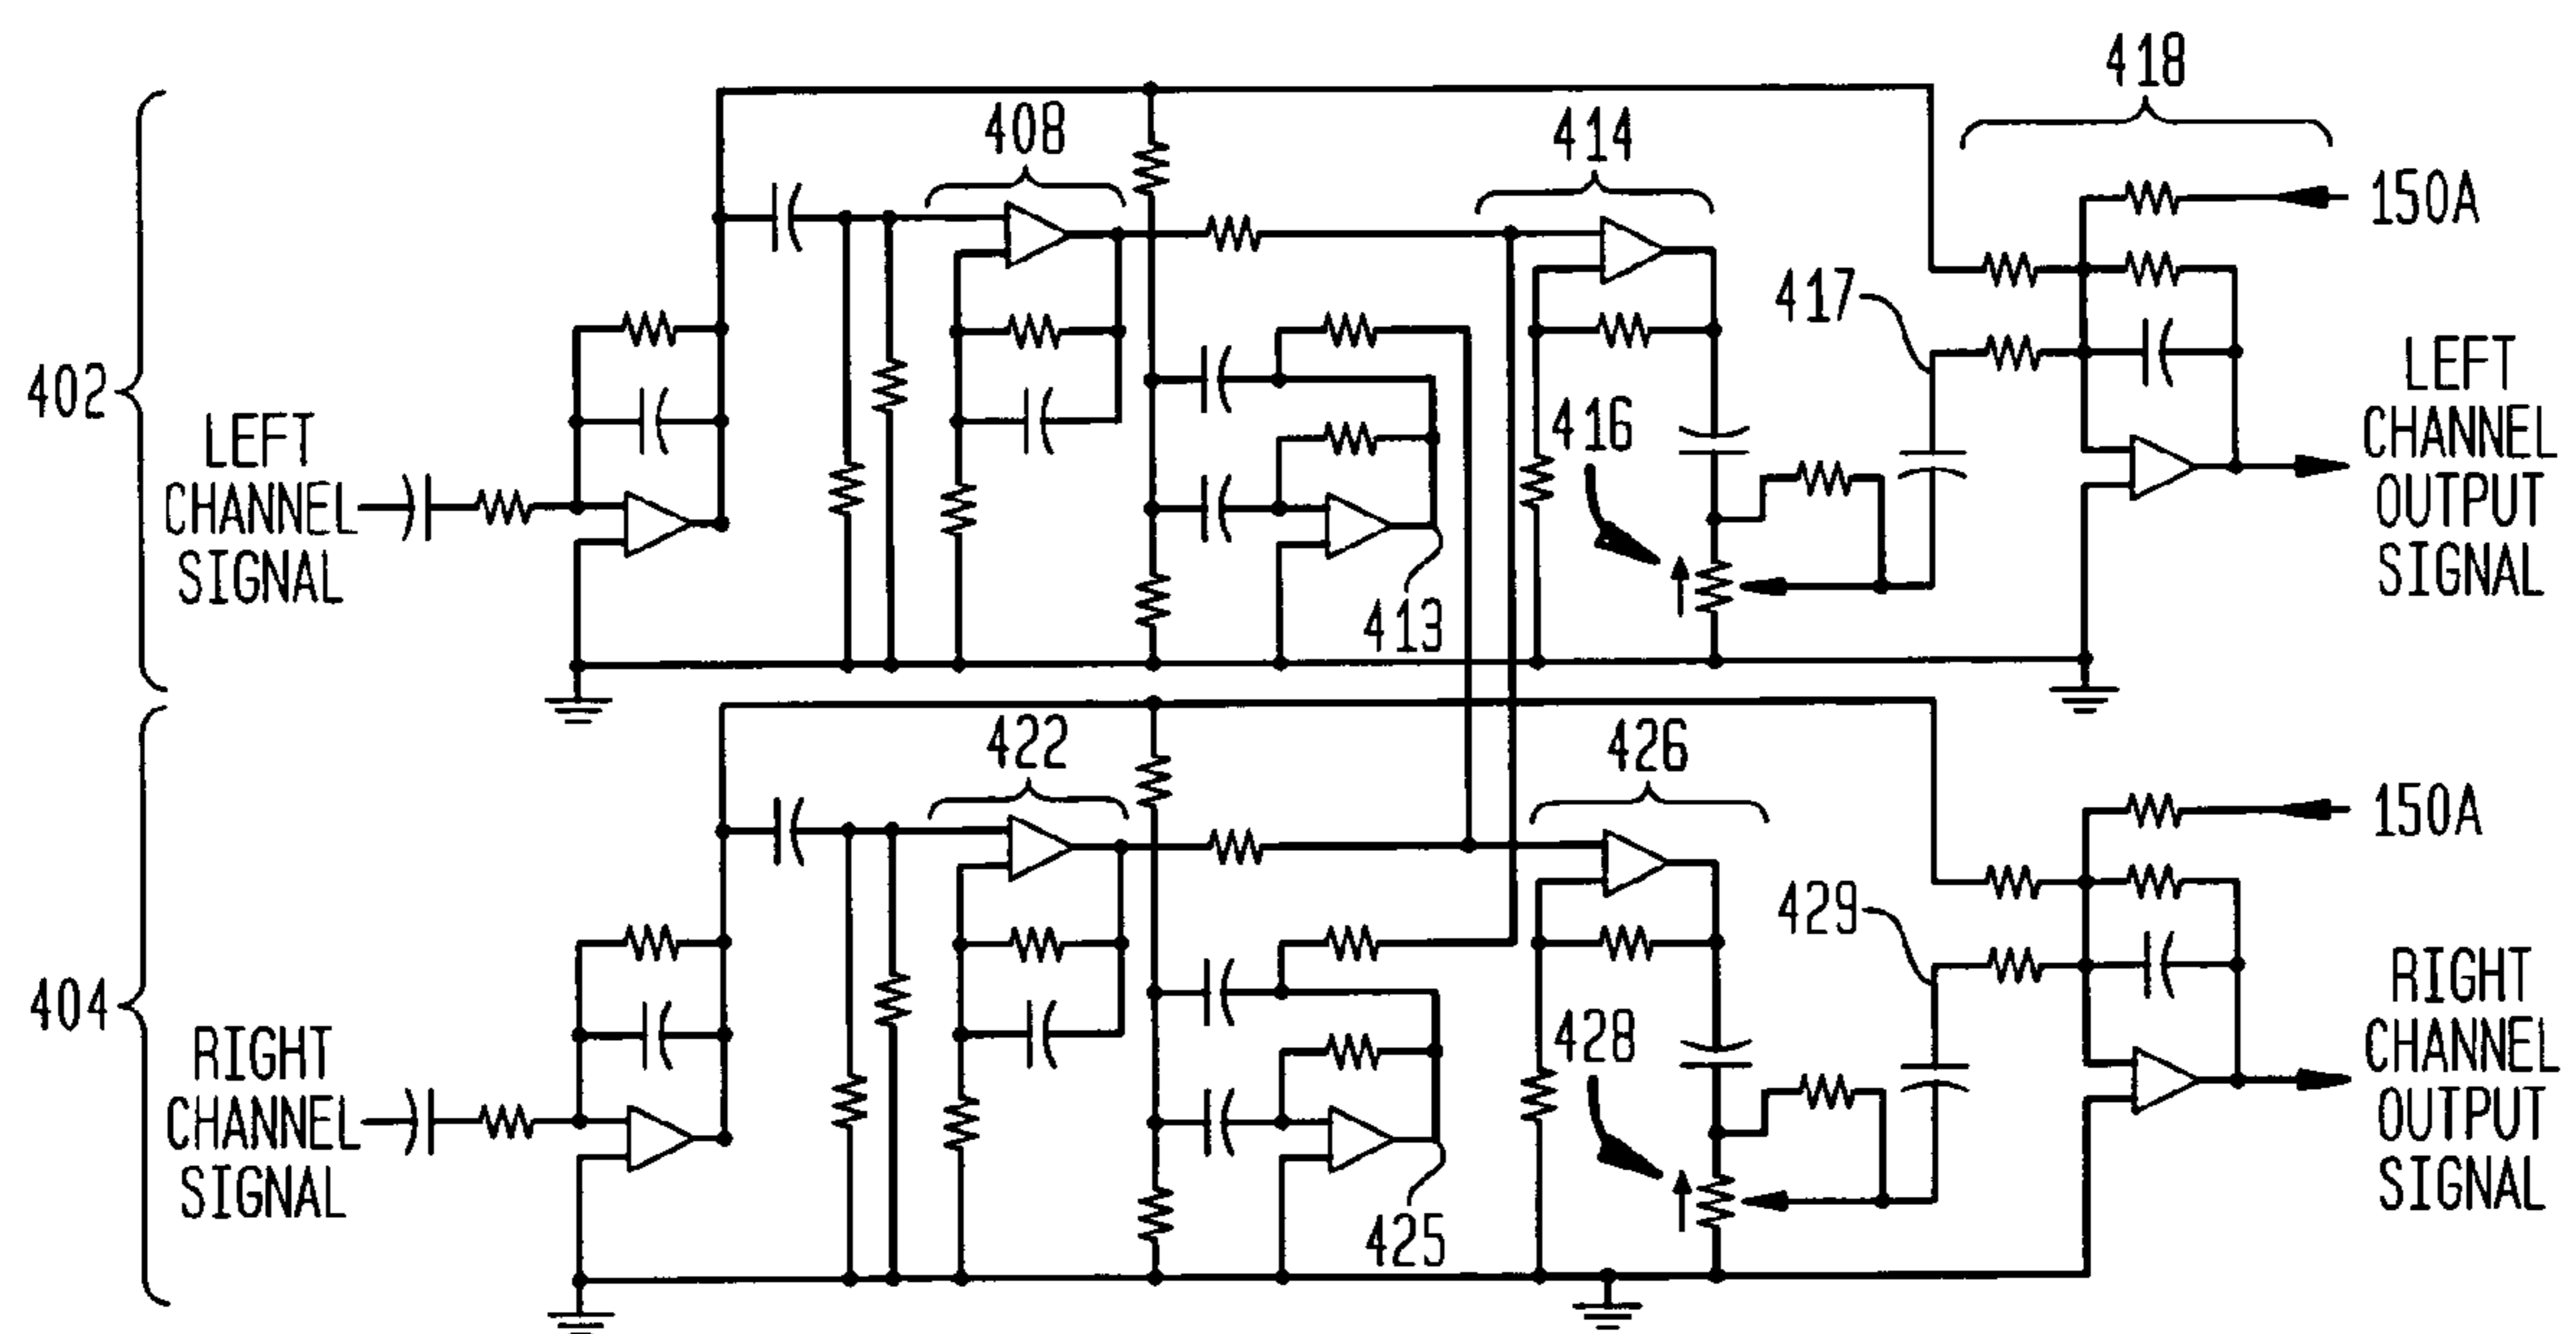 418
408
414
150A
417
402
LEFT
CHANNEL
SIGNAL
416
LEFT
CHANNEL
OUTPUT
SIGNAL
413
422
426
150A
429
404
RIGHT
CHANNEL
SIGNAL
428
RIGHT
CHANNEL
OUTPUT
SIGNAL
425